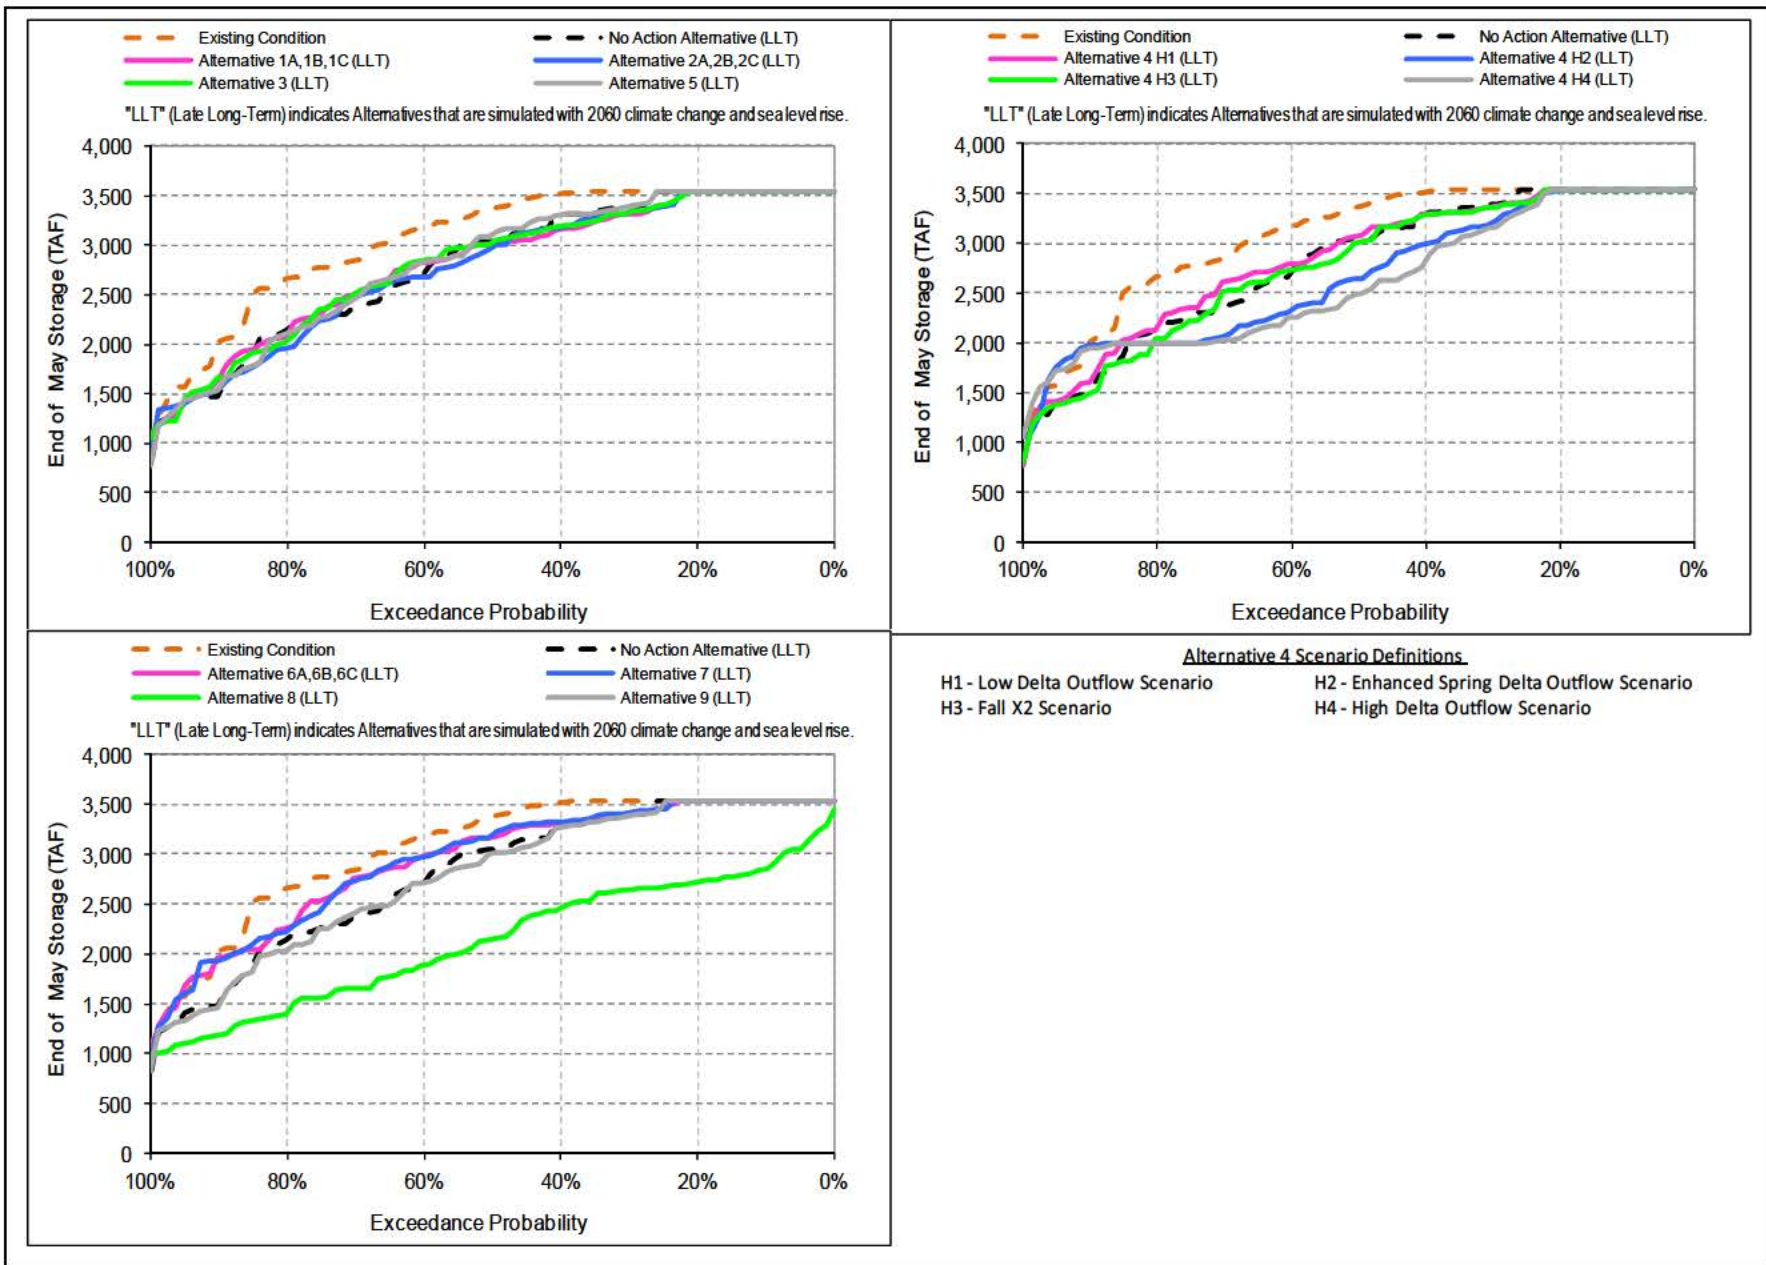 Existing Condition
No Action Alternative (LLT)
Alternative 1A,1B,1C (LLT)
Alternative 2A,2B,2C (LLT)
Alternative 3 (LLT)
Alternative 5 (LLT)
"LLT" (Late Long-Term) indicates Alternatives that are simulated with 2060 climate change and sea level rise.
End of May Storage (TAF)
4,000
3,500
3,000
2,500
2,000
1,500
1,000
500
0
100% 80% 60% 40% 20% 0%
Exceedance Probability
Existing Condition
No Action Alternative (LLT)
Alternative 4 H1 (LLT)
Alternative 4 H2 (LLT)
Alternative 4 H3 (LLT)
Alternative 4 H4 (LLT)
"LLT" (Late Long-Term) indicates Alternatives that are simulated with 2060 climate change and sea level rise.
End of May Storage (TAF)
4,000
3,500
3,000
2,500
2,000
1,500
1,000
500
0
100% 80% 60% 40% 20% 0%
Exceedance Probability
Existing Condition
No Action Alternative (LLT)
Alternative 6A,6B,6C (LLT)
Alternative 7 (LLT)
Alternative 8 (LLT)
Alternative 9 (LLT)
"LLT" (Late Long-Term) indicates Alternatives that are simulated with 2060 climate change and sea level rise.
End of May Storage (TAF)
4,000
3,500
3,000
2,500
2,000
1,500
1,000
500
0
100% 80% 60% 40% 20% 0%
Exceedance Probability
Alternative 4 Scenario Definitions
H1 - Low Delta Outflow Scenario
H2 - Enhanced Spring Delta Outflow Scenario
H3 - Fall X2 Scenario
H4 - High Delta Outflow Scenario